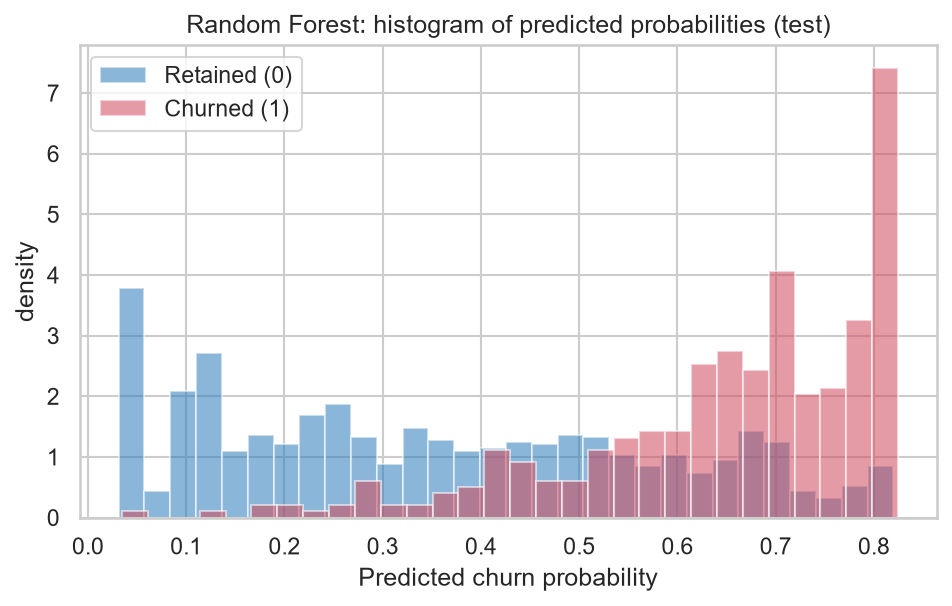 Random Forest: histogram of predicted probabilities (test)
Retained (0)
Churned (1)
density
7
6
5
4
3
2
1
0
0.0 0.1 0.2 0.3 0.4 0.5 0.6 0.7 0.8
Predicted churn probability